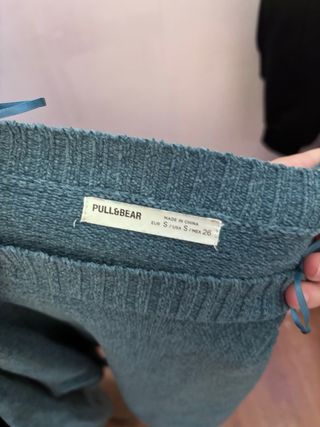 PULL&BEAR
MADE IN CHINA
EUR S / USA S / MEX 26